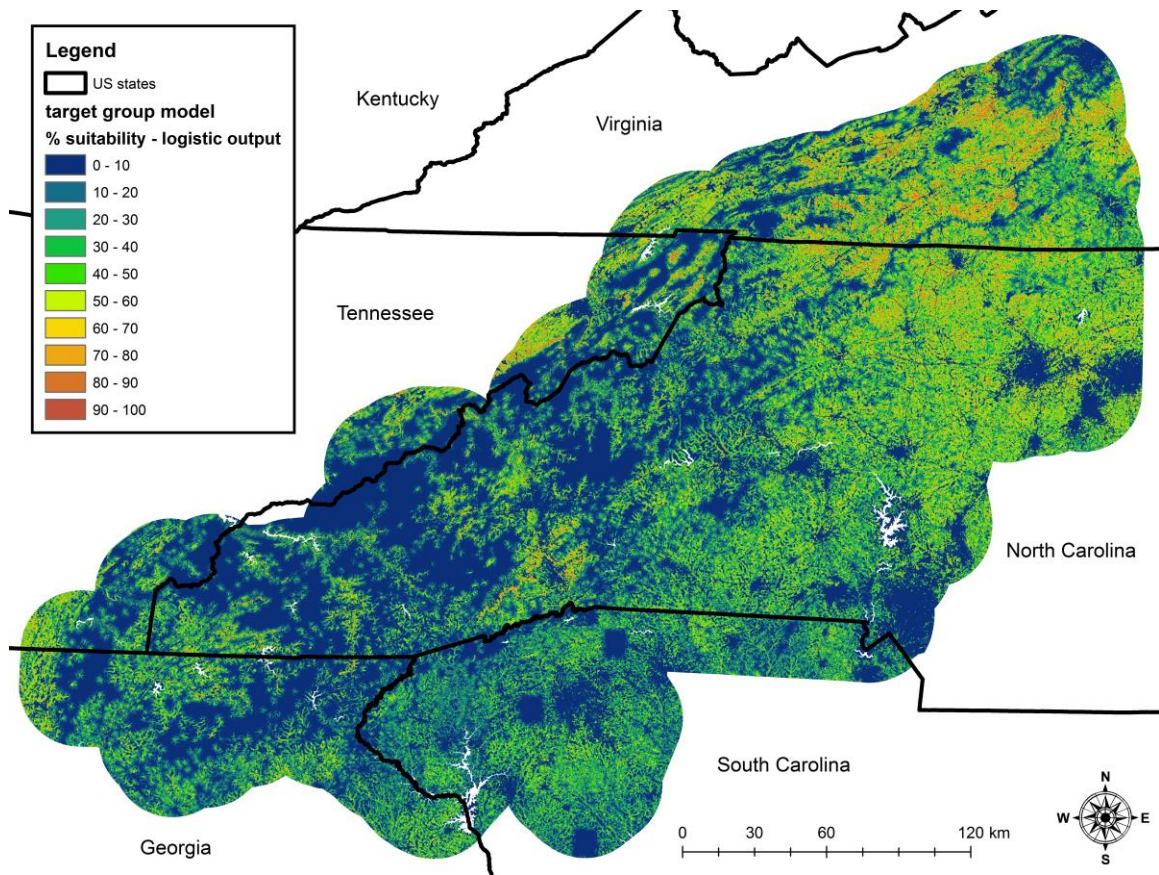 Legend
US states
target group model
% suitability - logistic output
0 - 10
10 - 20
20 - 30
30 - 40
40 - 50
50 - 60
60 - 70
70 - 80
80 - 90
90 - 100
Kentucky
Virginia
Tennessee
North Carolina
South Carolina
Georgia
N
W
E
S
0 30 60 120 km